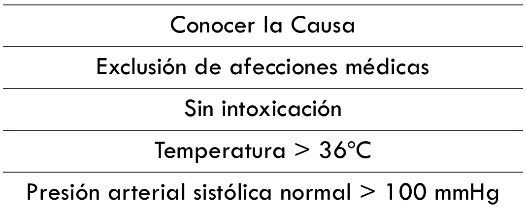 Conocer la Causa
Exclusión de afecciones médicas
Sin intoxicación
Temperatura > 36°C
Presión arterial sistólica normal > 100 mmHg